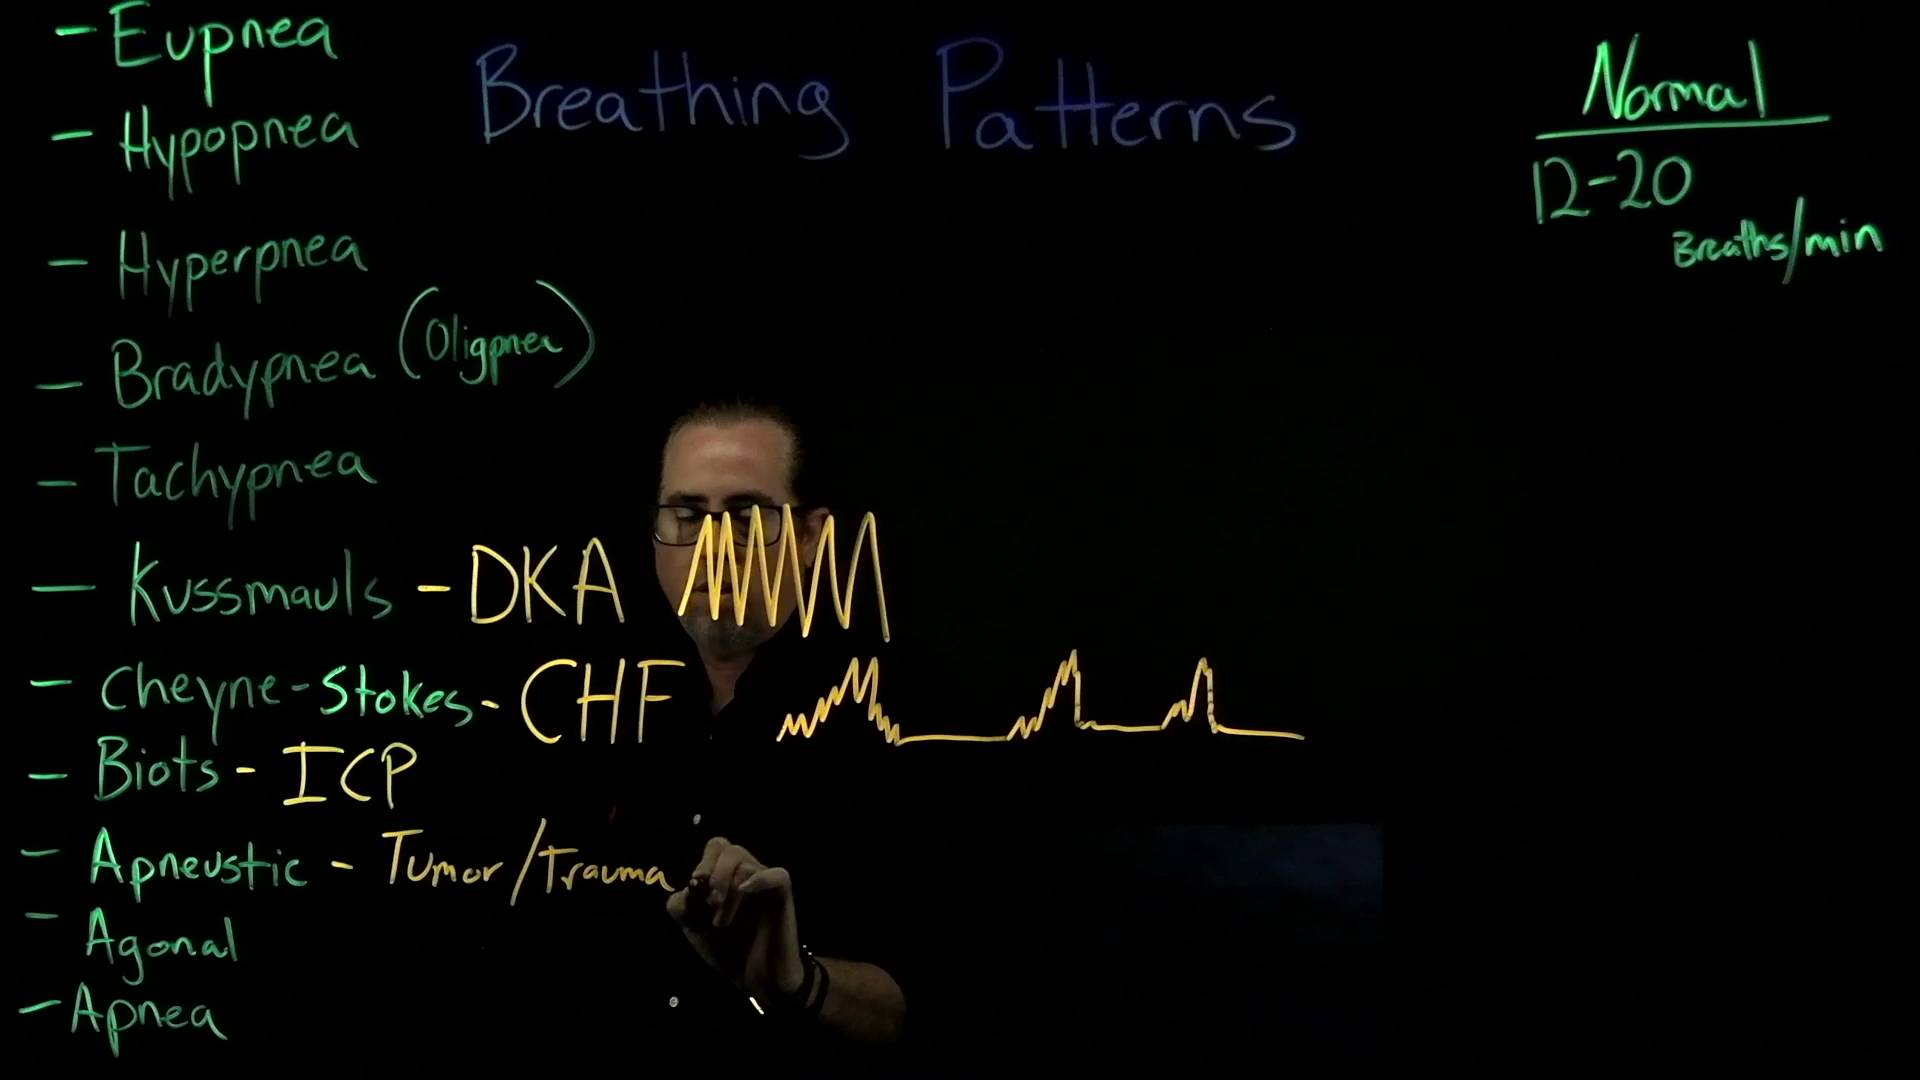 - Eupnea
Breathing Patterns
Normal
12-20
Breaths/min
- Hypopnea
- Hyperpnea
- Bradypnea (Oligpnea)
- Tachypnea
- Kussmauls - DKA
- Cheyne-Stokes - CHF
- Biots - ICP
- Apneustic - Tumor/Trauma
- Agonal
- Apnea